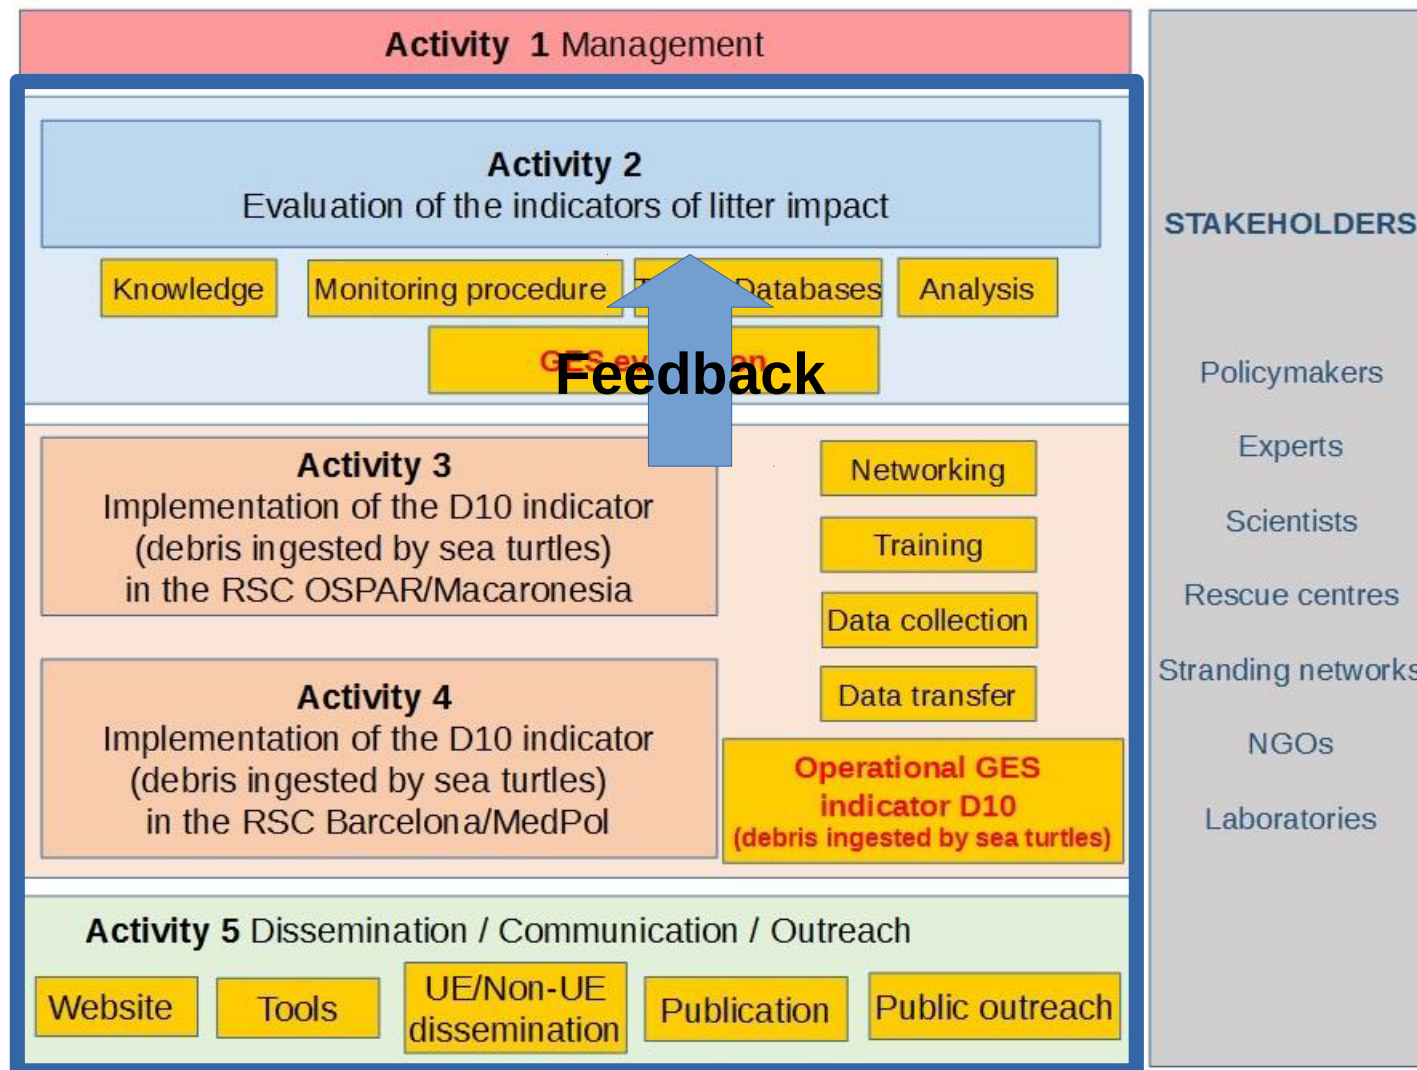 Activity 1 Management
Activity 2
Evaluation of the indicators of litter impact
Knowledge
Monitoring procedure
Databases
Analysis
GES
Feedback
Activity 3
Implementation of the D10 indicator
(debris ingested by sea turtles)
in the RSC OSPAR/Macaronesia
Networking
Training
Data collection
Data transfer
Activity 4
Implementation of the D10 indicator
(debris ingested by sea turtles)
in the RSC Barcelona/MedPol
Operational GES
indicator D10
(debris ingested by sea turtles)
Activity 5 Dissemination / Communication / Outreach
Website
Tools
UE/Non-UE
dissemination
Publication
Public outreach
STAKEHOLDERS
Policymakers
Experts
Scientists
Rescue centres
Stranding networks
NGOs
Laboratories